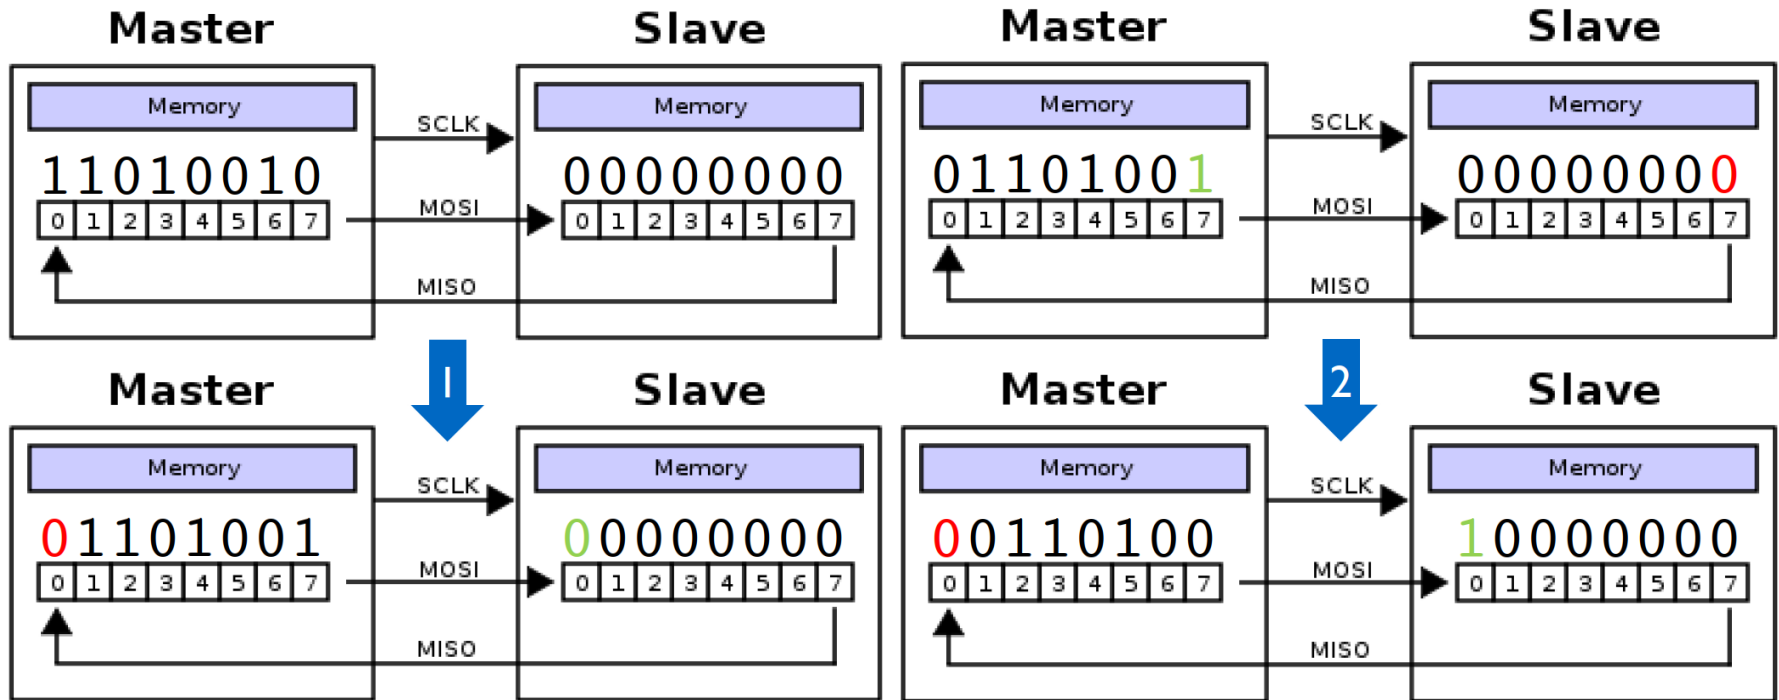 Master Slave Master Slave
Memory Memory Memory Memory
SCLK SCLK
11010010 00000000 01101001 00000000
MOSI MOSI
0 1 2 3 4 5 6 7 0 1 2 3 4 5 6 7 0 1 2 3 4 5 6 7 0 1 2 3 4 5 6 7
MISO MISO
1 2
Master Slave Master Slave
Memory Memory Memory Memory
SCLK SCLK
01101001 00000000 00110100 10000000
MOSI MOSI
0 1 2 3 4 5 6 7 0 1 2 3 4 5 6 7 0 1 2 3 4 5 6 7 0 1 2 3 4 5 6 7
MISO MISO